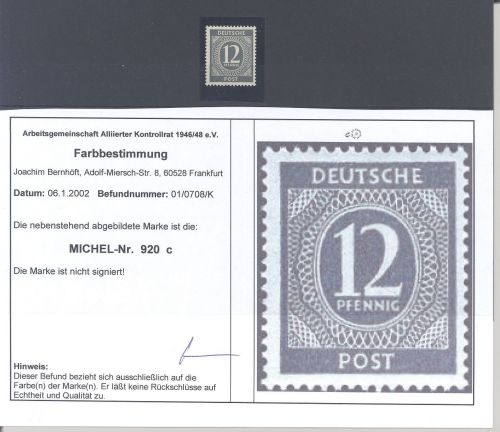 DEUTSCHE
12
PFENNIG
POST
Arbeitsgemeinschaft Alliierter Kontrollrat 1946/48 e.V.
Farbbestimmung
Joachim Bernhöft, Adolf-Miersch-Str. 8, 60528 Frankfurt
Datum: 06.1.2002 Befundnummer: 01/0708/K
Die nebenstehend abgebildete Marke ist die:
MICHEL-Nr. 920 c
Die Marke ist nicht signiert!
Hinweis:
Dieser Befund bezieht sich ausschließlich auf die
Farbe(n) der Marke(n). Er läßt keine Rückschlüsse auf
Echtheit und Qualität zu.
DEUTSCHE
12
PFENNIG
POST